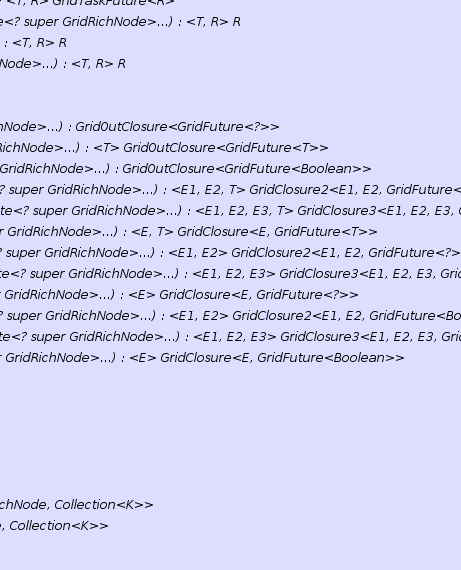 <T, R> GridTaskFuture<R>
<? super GridRichNode>...) : <T, R> R
: <T, R> R
Node>...) : <T, R> R
hNode>...) : Grid0utClosure<GridFuture<?>>
RichNode>...) : <T> Grid0utClosure<GridFuture<T>>
GridRichNode>...) : Grid0utClosure<GridFuture<Boolean>>
? super GridRichNode>...) : <E1, E2, T> GridClosure2<E1, E2, GridFuture<
te<? super GridRichNode>...) : <E1, E2, E3, T> GridClosure3<E1, E2, E3,
r GridRichNode>...) : <E, T> GridClosure<E, GridFuture<T>>
? super GridRichNode>...) : <E1, E2> GridClosure2<E1, E2, GridFuture<?>
te<? super GridRichNode>...) : <E1, E2, E3> GridClosure3<E1, E2, E3, Grid
r GridRichNode>...) : <E> GridClosure<E, GridFuture<?>>
? super GridRichNode>...) : <E1, E2> GridClosure2<E1, E2, GridFuture<Bo
te<? super GridRichNode>...) : <E1, E2, E3> GridClosure3<E1, E2, E3, Grid
r GridRichNode>...) : <E> GridClosure<E, GridFuture<Boolean>>
chNode, Collection<K>>
e, Collection<K>>